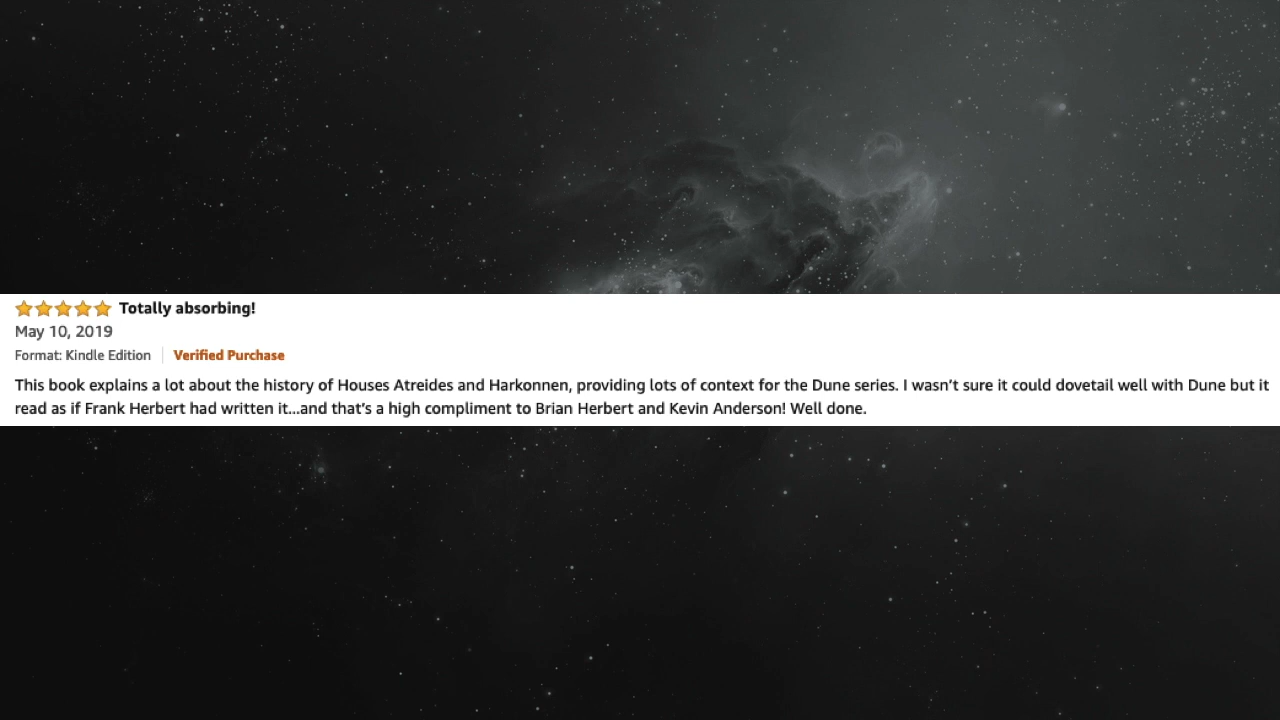 Totally absorbing!
May 10, 2019
Format: Kindle Edition Verified Purchase
This book explains a lot about the history of Houses Atreides and Harkonnen, providing lots of context for the Dune series. I wasn’t sure it could dovetail well with Dune but it
read as if Frank Herbert had written it...and that’s a high compliment to Brian Herbert and Kevin Anderson! Well done.